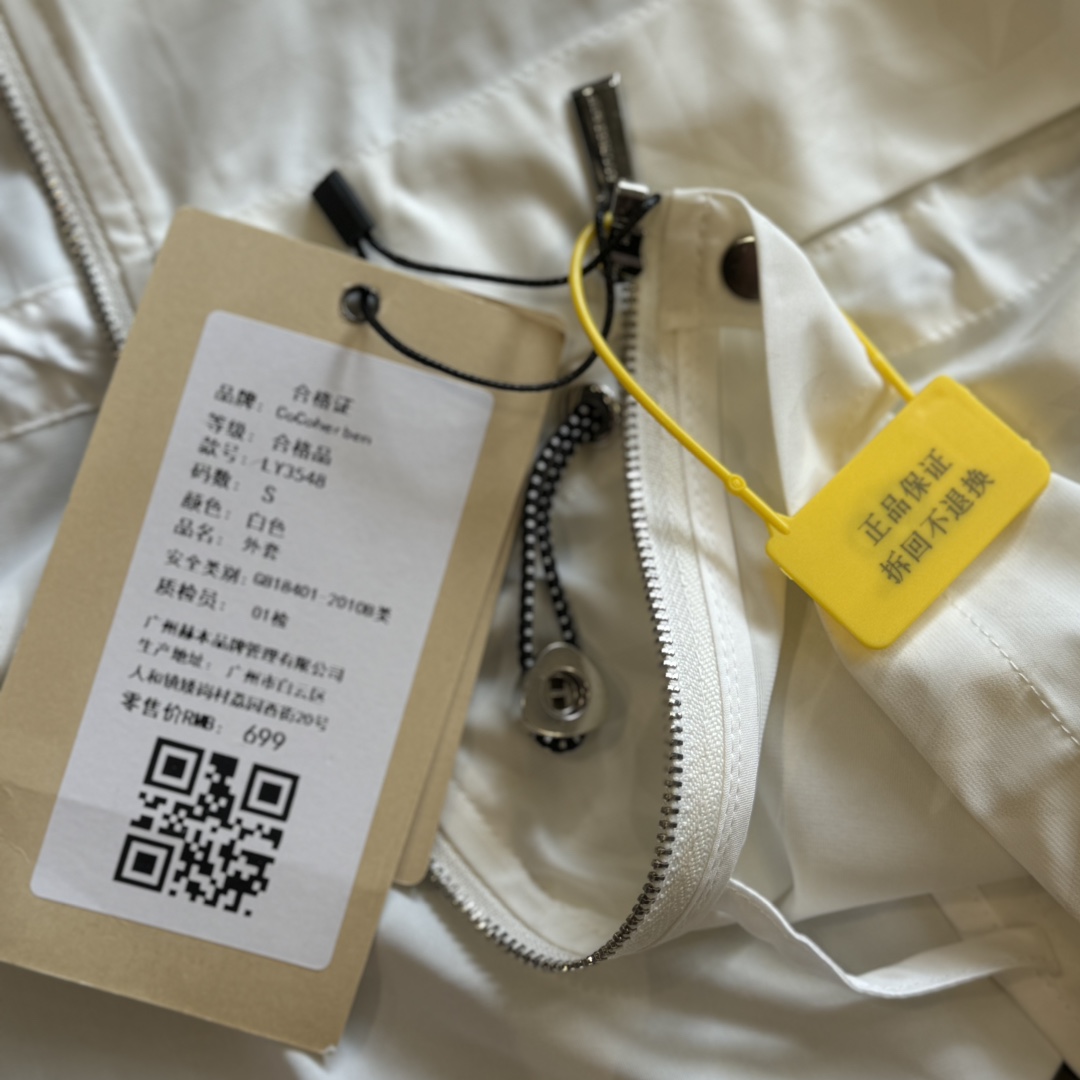 合格证
品牌: CoCoherben
等级: 合格品
款号: LY3548
码数: S
颜色: 白色
品名: 外套
安全类别: GB18401-2010B类
质检员: 01检
广州赫本品牌管理有限公司
生产地址: 广州市白云区
人和镇矮岗村荔园西街20号
零售价RMB: 699
正品保证
拆回不退换